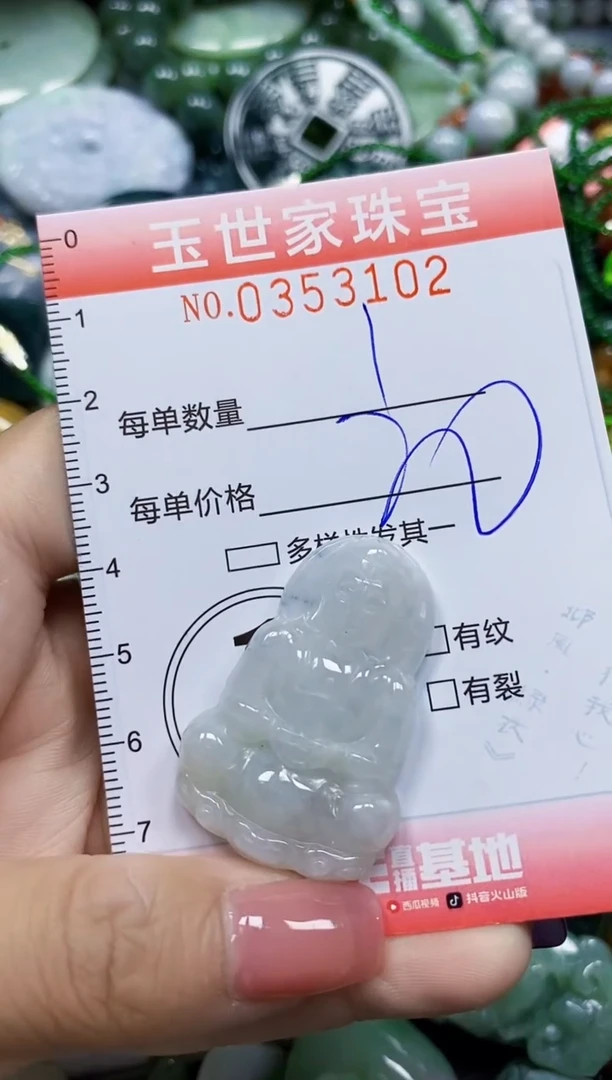 玉世家珠宝
NO.0353102
0
1
2
3
4
5
6
7
每单数量
每单价格
多样地发其一
有纹
有裂
直播基地
西瓜视频 抖音火山版